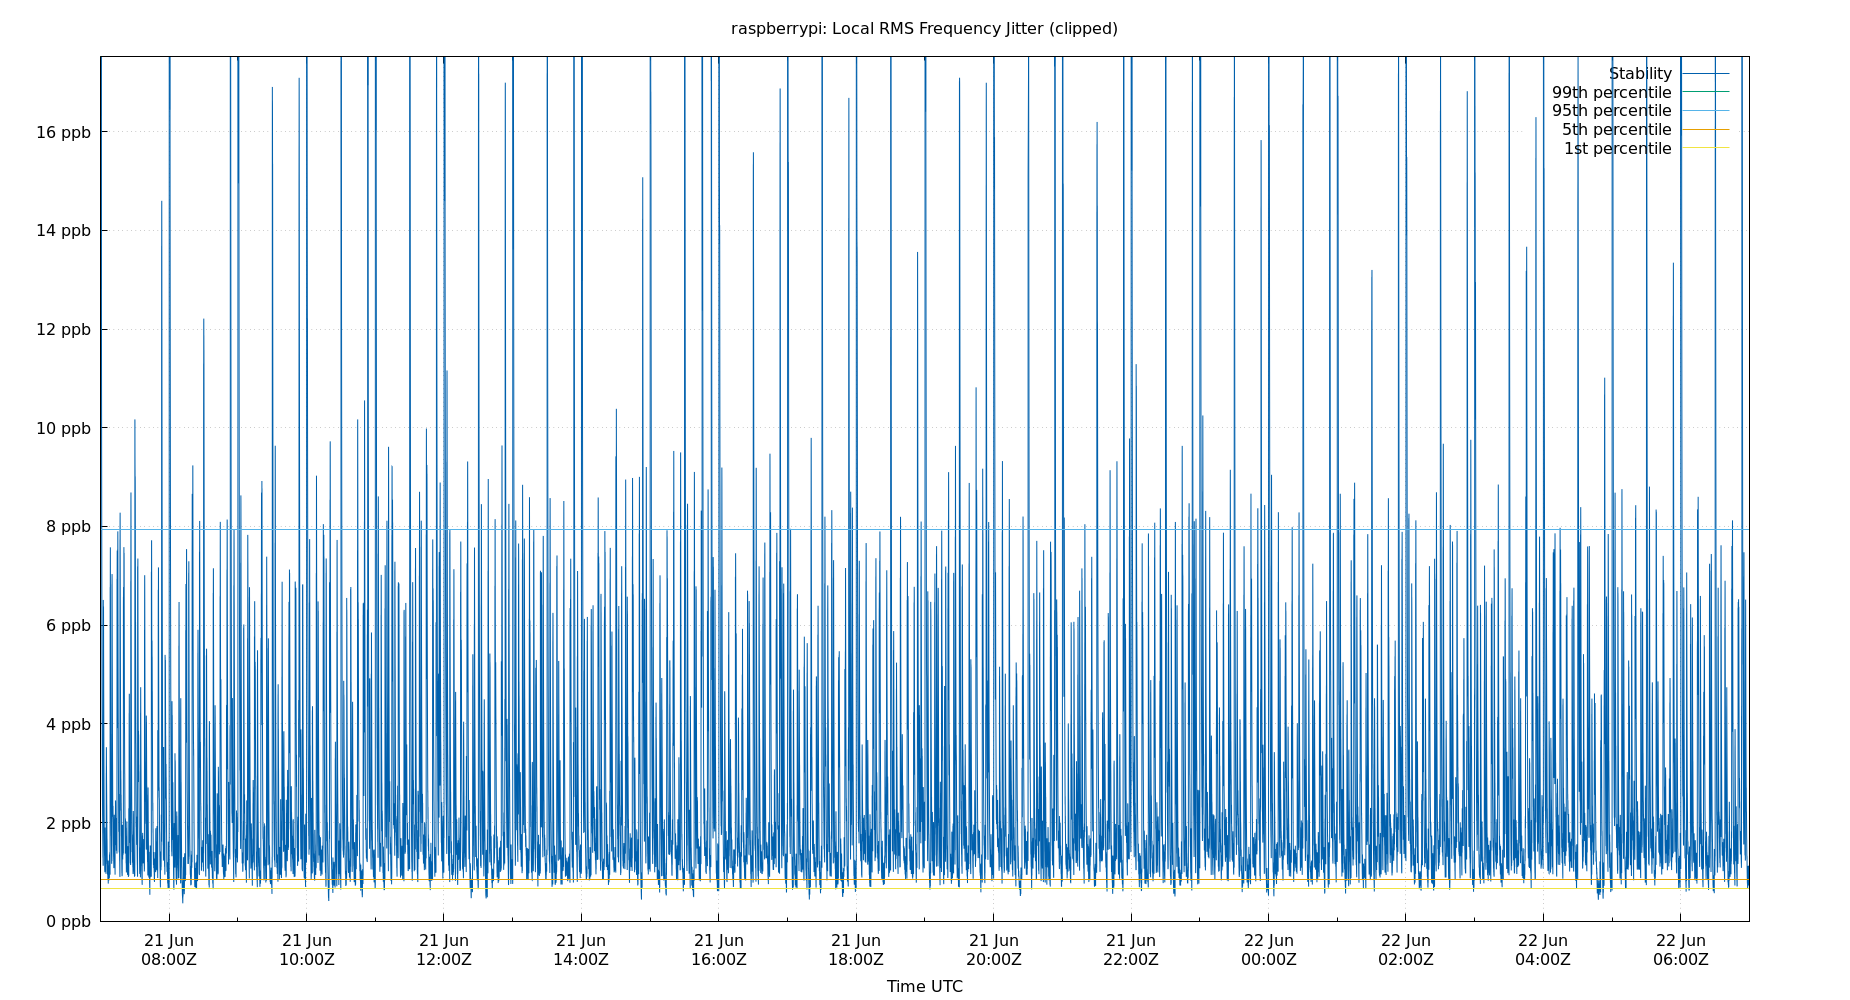 raspberrypi: Local RMS Frequency Jitter (clipped)
Stability
99th percentile
95th percentile
5th percentile
1st percentile
16 ppb
14 ppb
12 ppb
10 ppb
8 ppb
6 ppb
4 ppb
2 ppb
0 ppb
21 Jun 21 Jun 21 Jun 21 Jun 21 Jun 21 Jun 21 Jun 21 Jun 22 Jun 22 Jun 22 Jun 22 Jun
08:00Z 10:00Z 12:00Z 14:00Z 16:00Z 18:00Z 20:00Z 22:00Z 00:00Z 02:00Z 04:00Z 06:00Z
Time UTC